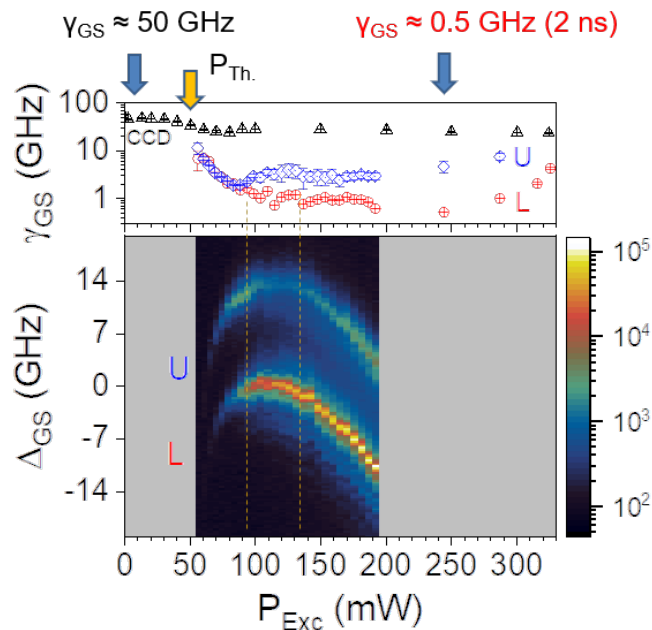 γGS ≈ 50 GHz
γGS ≈ 0.5 GHz (2 ns)
PTh.
100
10
1
γGS (GHz)
CCD
U
L
14
7
0
-7
-14
ΔGS (GHz)
U
L
10⁵
10⁴
10³
10²
0 50 100 150 200 250 300
PExc (mW)